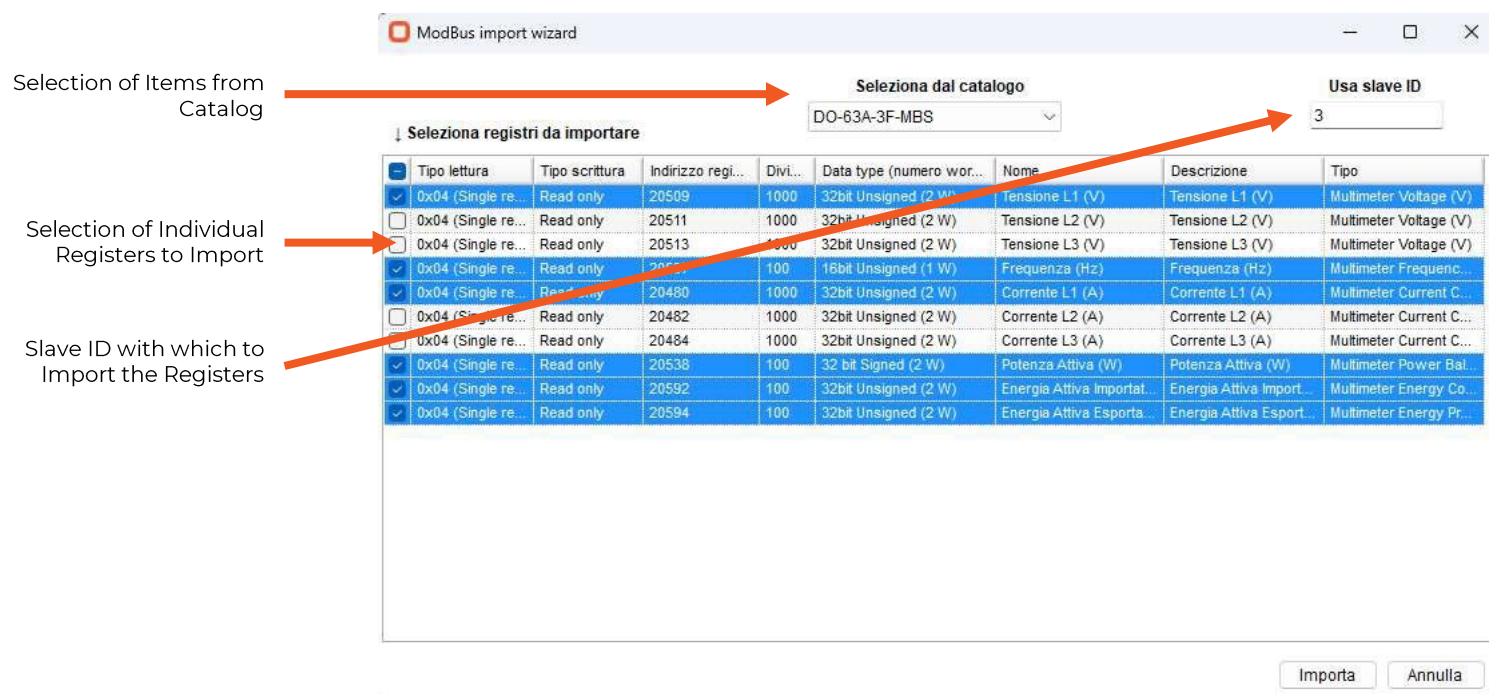 ModBus import wizard
Selection of Items from
Catalog
Seleziona dal catalogo
Usa slave ID
DO-63A-3F-MBS
3
↓ Seleziona registri da importare
Tipo lettura Tipo scrittura Indirizzo regi... Divi... Data type (numero wor... Nome Descrizione Tipo
0x04 (Single re... Read only 20509 1000 32bit Unsigned (2 W) Tensione L1 (V) Tensione L1 (V) Multimeter Voltage (V)
0x04 (Single re... Read only 20511 1000 32bit Unsigned (2 W) Tensione L2 (V) Tensione L2 (V) Multimeter Voltage (V)
Selection of Individual
Registers to Import
0x04 (Single re... Read only 20513 1000 32bit Unsigned (2 W) Tensione L3 (V) Tensione L3 (V) Multimeter Voltage (V)
0x04 (Single re... Read only 100 16bit Unsigned (1 W) Frequenza (Hz) Frequenza (Hz) Multimeter Frequenc...
0x04 (Single re... Read only 20480 1000 32bit Unsigned (2 W) Corrente L1 (A) Corrente L1 (A) Multimeter Current C...
0x04 (Single re... Read only 20482 1000 32bit Unsigned (2 W) Corrente L2 (A) Corrente L2 (A) Multimeter Current C...
0x04 (Single re... Read only 20484 1000 32bit Unsigned (2 W) Corrente L3 (A) Corrente L3 (A) Multimeter Current C...
Slave ID with which to
Import the Registers
0x04 (Single re... Read only 20538 100 32 bit Signed (2 W) Potenza Attiva (W) Potenza Attiva (W) Multimeter Power Bal...
0x04 (Single re... Read only 20592 100 32bit Unsigned (2 W) Energia Attiva Importat... Energia Attiva Import... Multimeter Energy Co...
0x04 (Single re... Read only 20594 100 32bit Unsigned (2 W) Energia Attiva Esporta... Energia Attiva Esport... Multimeter Energy Pr...
Importa
Annulla